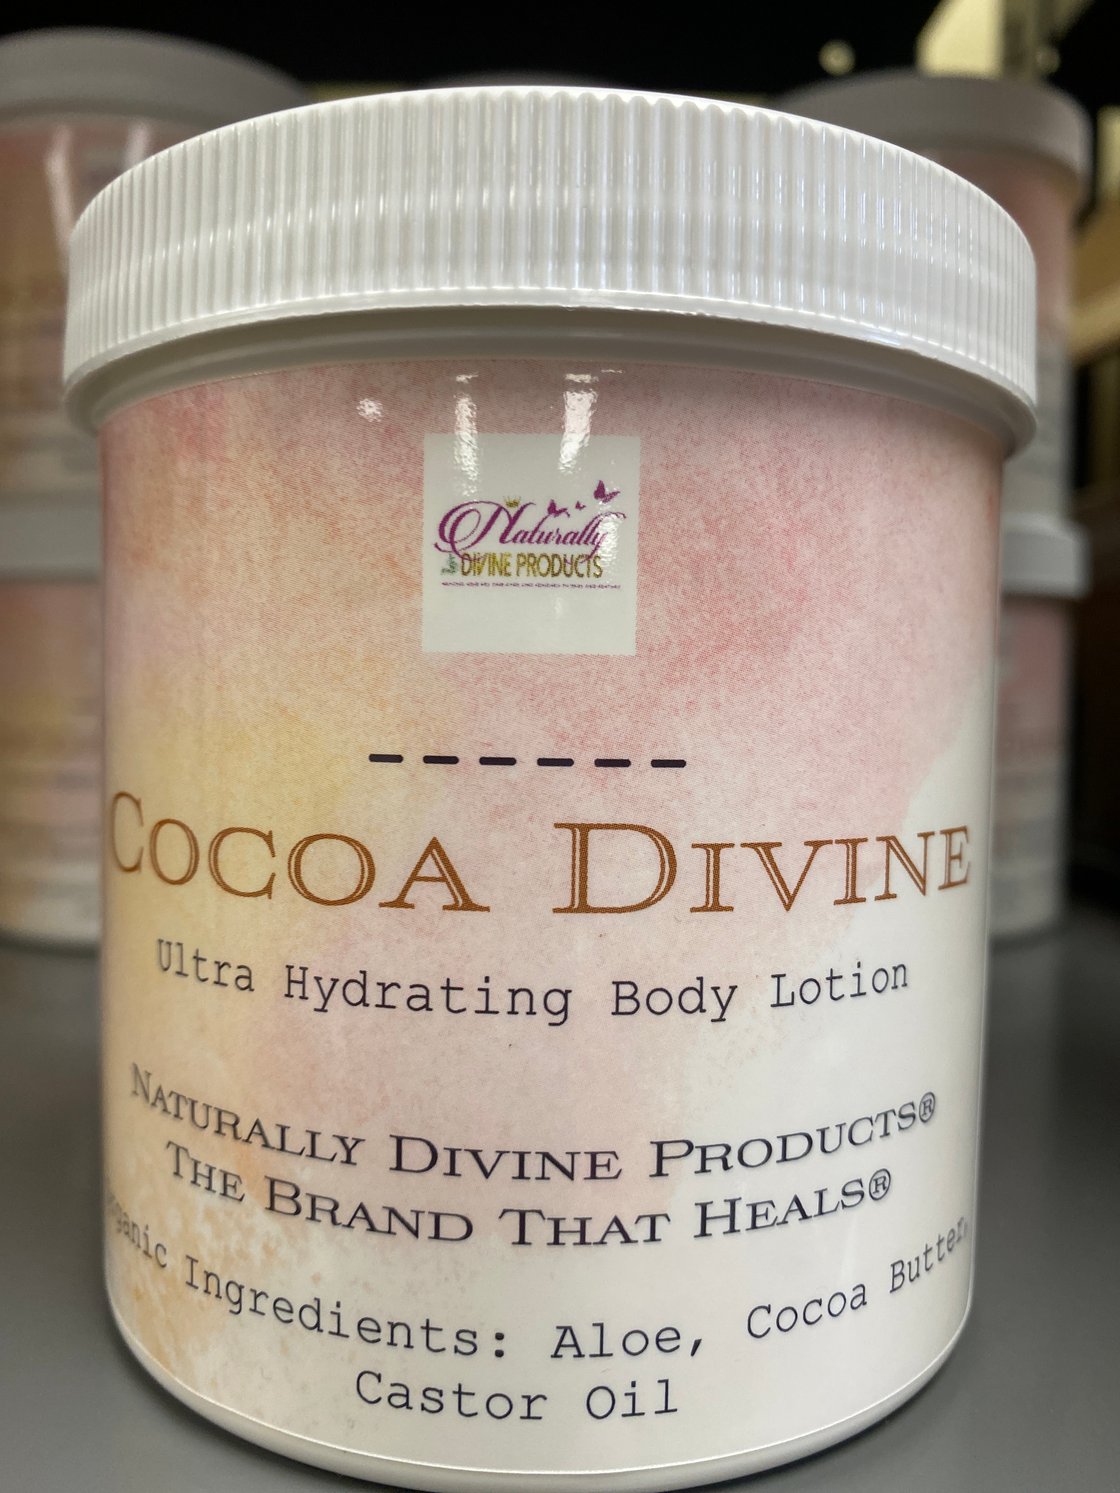 Naturally
DIVINE PRODUCTS
COCOA DIVINE
Ultra Hydrating Body Lotion
NATURALLY DIVINE PRODUCTS®
THE BRAND THAT HEALS®
Organic Ingredients: Aloe, Cocoa Butter,
Castor Oil